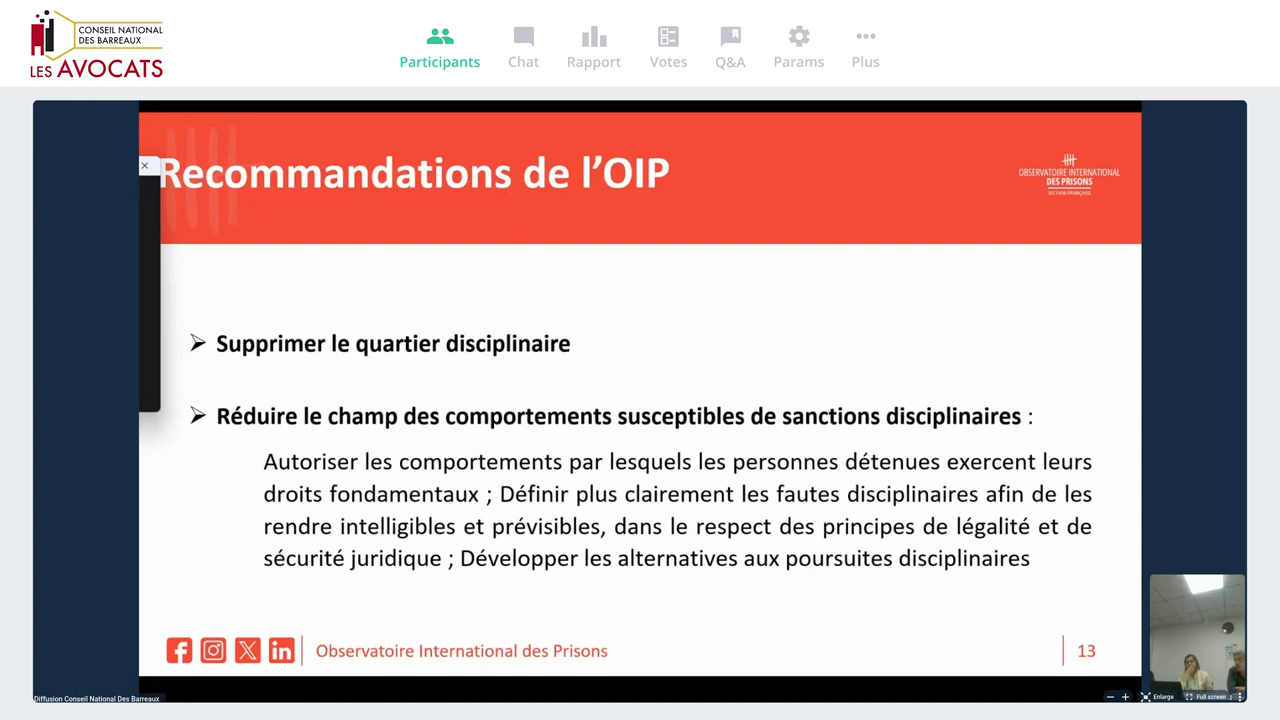 CONSEIL NATIONAL
DES BARREAUX
LES AVOCATS
Participants
Chat
Rapport
Votes
Q&A
Params
Plus
Recommandations de l’OIP
OBSERVATOIRE INTERNATIONAL
DES PRISONS
SECTION FRANÇAISE
➢ Supprimer le quartier disciplinaire
➢ Réduire le champ des comportements susceptibles de sanctions disciplinaires :
Autoriser les comportements par lesquels les personnes détenues exercent leurs
droits fondamentaux ; Définir plus clairement les fautes disciplinaires afin de les
rendre intelligibles et prévisibles, dans le respect des principes de légalité et de
sécurité juridique ; Développer les alternatives aux poursuites disciplinaires
Observatoire International des Prisons
13
Diffusion Conseil National Des Barreaux
Enlarge
Full screen